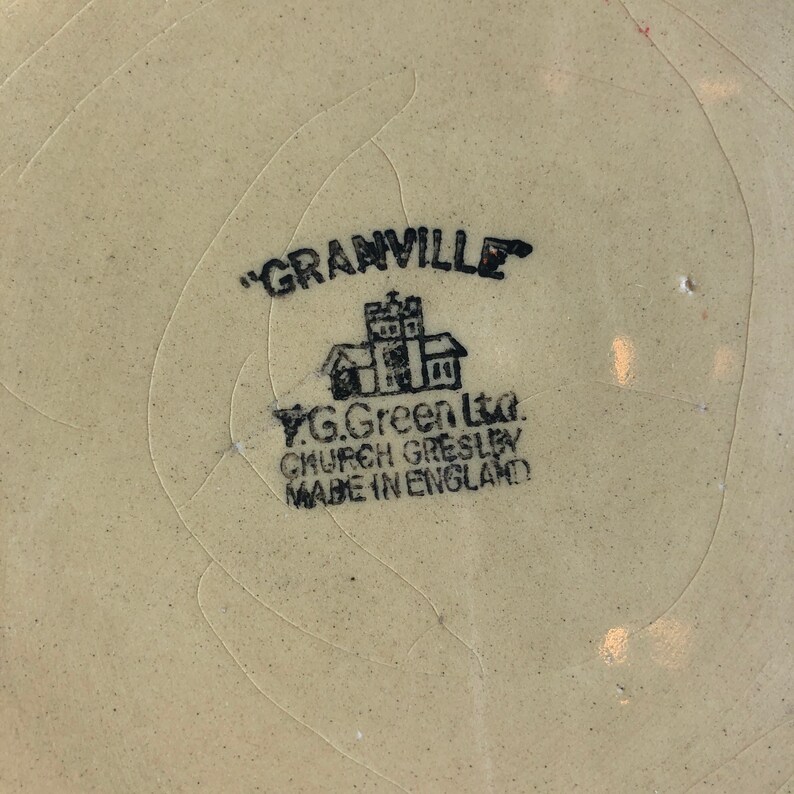 "GRANVILLE"
T.G.Green Ltd.
CHURCH GRESLEY
MADE IN ENGLAND